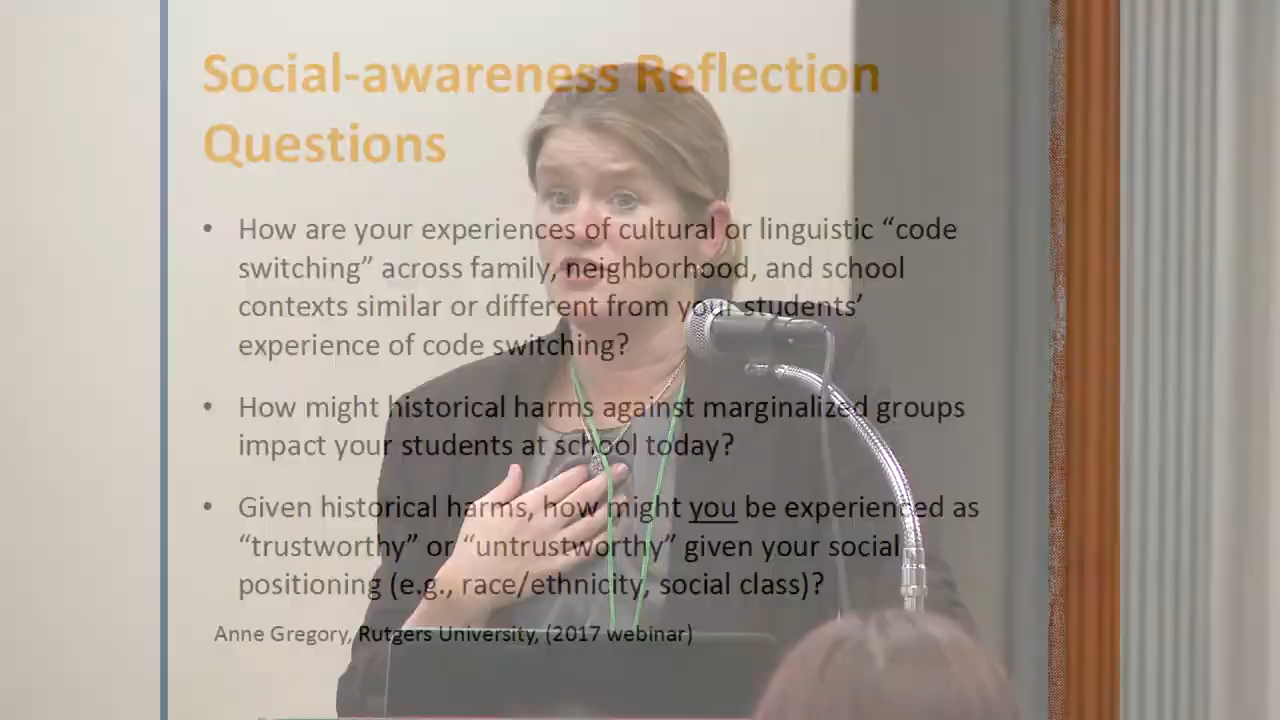 Social-awareness Reflection
Questions
• How are your experiences of cultural or linguistic “code
switching” across family, neighborhood, and school
contexts similar or different from your students’
experience of code switching?
• How might historical harms against marginalized groups
impact your students at school today?
• Given historical harms, how might you be experienced as
“trustworthy” or “untrustworthy” given your social
positioning (e.g., race/ethnicity, social class)?
Anne Gregory, Rutgers University, (2017 webinar)